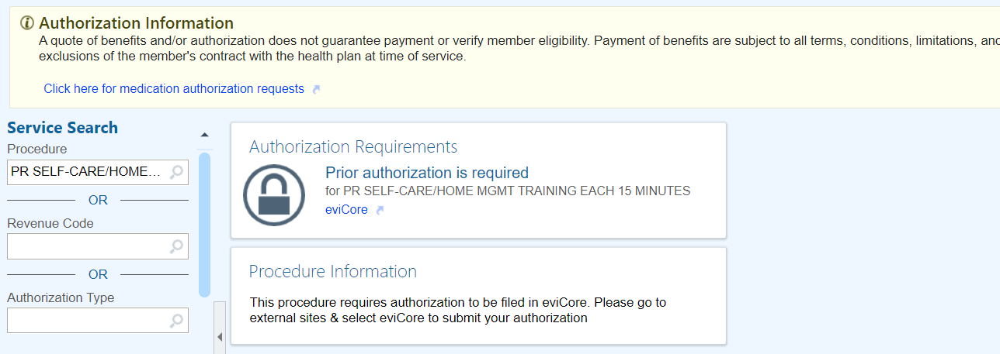 Authorization Information
A quote of benefits and/or authorization does not guarantee payment or verify member eligibility. Payment of benefits are subject to all terms, conditions, limitations, and
exclusions of the member's contract with the health plan at time of service.
Click here for medication authorization requests
Service Search
Procedure
PR SELF-CARE/HOME...
OR
Revenue Code
OR
Authorization Type
Authorization Requirements
Prior authorization is required
for PR SELF-CARE/HOME MGMT TRAINING EACH 15 MINUTES
eviCore
Procedure Information
This procedure requires authorization to be filed in eviCore. Please go to
external sites & select eviCore to submit your authorization